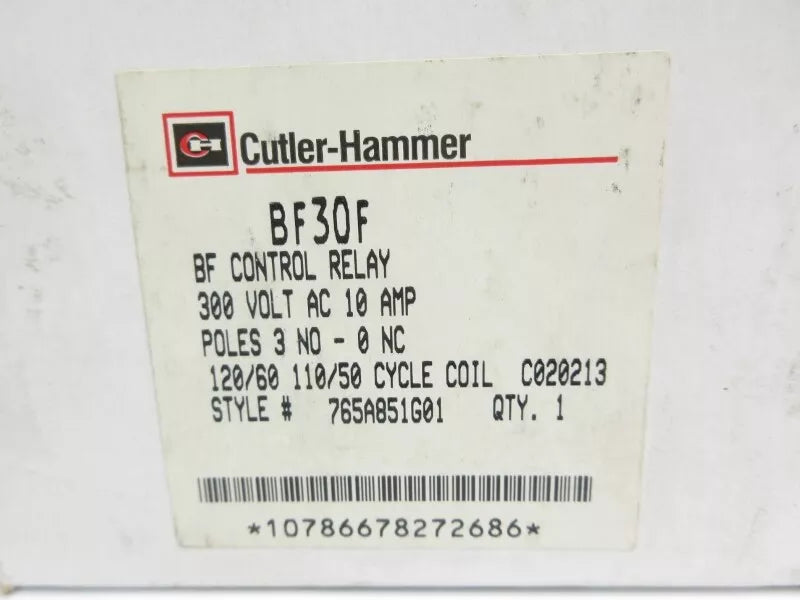 CH Cutler-Hammer
BF30F
BF CONTROL RELAY
300 VOLT AC 10 AMP
POLES 3 NO - 0 NC
120/60 110/50 CYCLE COIL C020213
STYLE # 765A851G01 QTY. 1
*10786678272686*